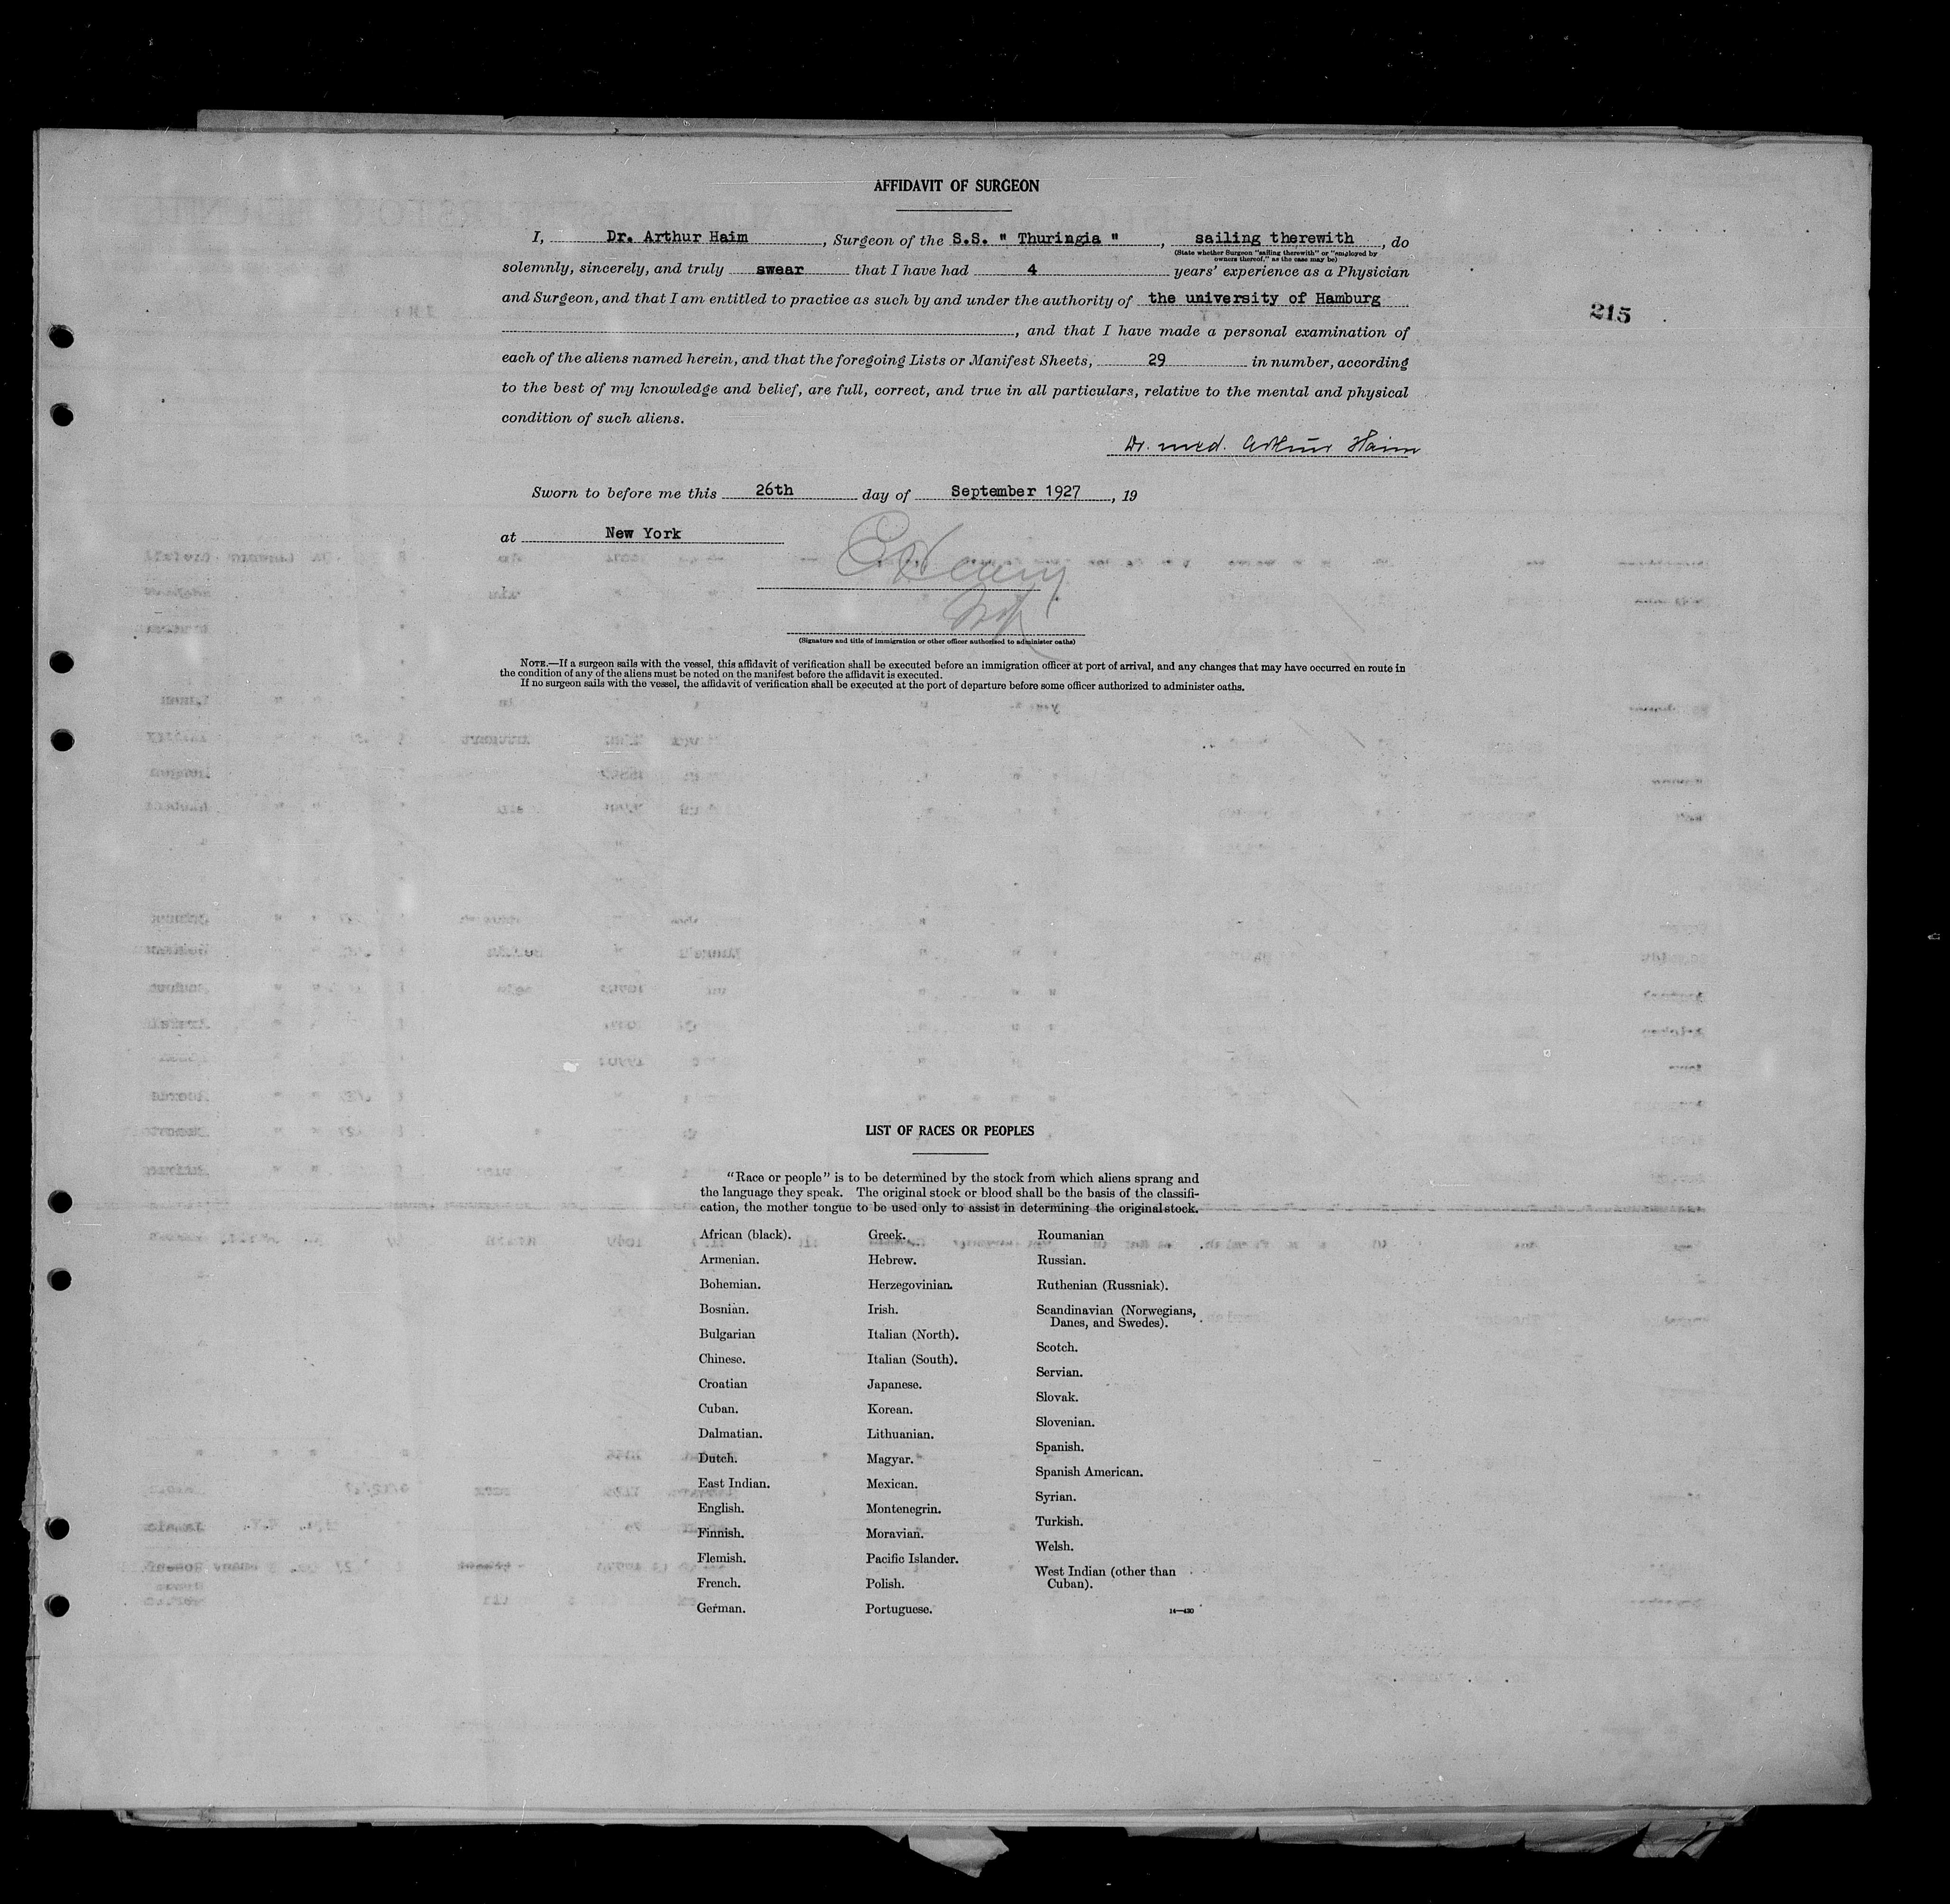 AFFIDAVIT OF SURGEON
I, Dr. Arthur Haim, Surgeon of the S.S. " Thuringia ", sailing therewith, do
(State whether Surgeon "sailing therewith" or "employed by
owners thereof," as the case may be)
solemnly, sincerely, and truly swear that I have had 4 years' experience as a Physician
and Surgeon, and that I am entitled to practice as such by and under the authority of the university of Hamburg
215
, and that I have made a personal examination of
each of the aliens named herein, and that the foregoing Lists or Manifest Sheets, 29 in number, according
to the best of my knowledge and belief, are full, correct, and true in all particulars, relative to the mental and physical
condition of such aliens.
Dr. med. Arthur Haim
Sworn to before me this 26th day of September 1927, 19
at New York
(Signature and title of immigration or other officer authorized to administer oaths)
NOTE.—If a surgeon sails with the vessel, this affidavit of verification shall be executed before an immigration officer at port of arrival, and any changes that may have occurred en route in
the condition of any of the aliens must be noted on the manifest before the affidavit is executed.
If no surgeon sails with the vessel, the affidavit of verification shall be executed at the port of departure before some officer authorized to administer oaths.
LIST OF RACES OR PEOPLES
"Race or people" is to be determined by the stock from which aliens sprang and
the language they speak. The original stock or blood shall be the basis of the classifi-
cation, the mother tongue to be used only to assist in determining the original stock.
African (black).
Armenian.
Bohemian.
Bosnian.
Bulgarian
Chinese.
Croatian
Cuban.
Dalmatian.
Dutch.
East Indian.
English.
Finnish.
Flemish.
French.
German.
Greek.
Hebrew.
Herzegovinian.
Irish.
Italian (North).
Italian (South).
Japanese.
Korean.
Lithuanian.
Magyar.
Mexican.
Montenegrin.
Moravian.
Pacific Islander.
Polish.
Portuguese.
Roumanian
Russian.
Ruthenian (Russniak).
Scandinavian (Norwegians,
Danes, and Swedes).
Scotch.
Servian.
Slovak.
Slovenian.
Spanish.
Spanish American.
Syrian.
Turkish.
Welsh.
West Indian (other than
Cuban).
14—430